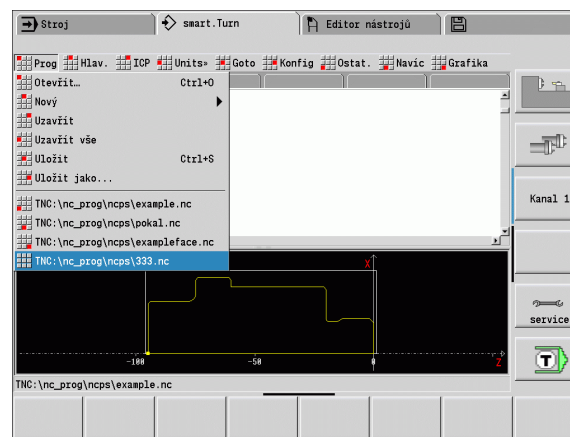 Stroj smart.Turn Editor nástrojů
Prog Hlav. ICP Units» Goto Konfig Ostat. Navíc Grafika
Otevřít… Ctrl+O
Nový
Uzavřít
Uzavřít vše
Uložit Ctrl+S
Uložit jako...
Kanal 1
TNC:\nc_prog\ncps\example.nc
TNC:\nc_prog\ncps\pokal.nc
TNC:\nc_prog\ncps\exampleface.nc
TNC:\nc_prog\ncps\333.nc
X
service
T
-100 -50 0 Z
TNC:\nc_prog\ncps\example.nc